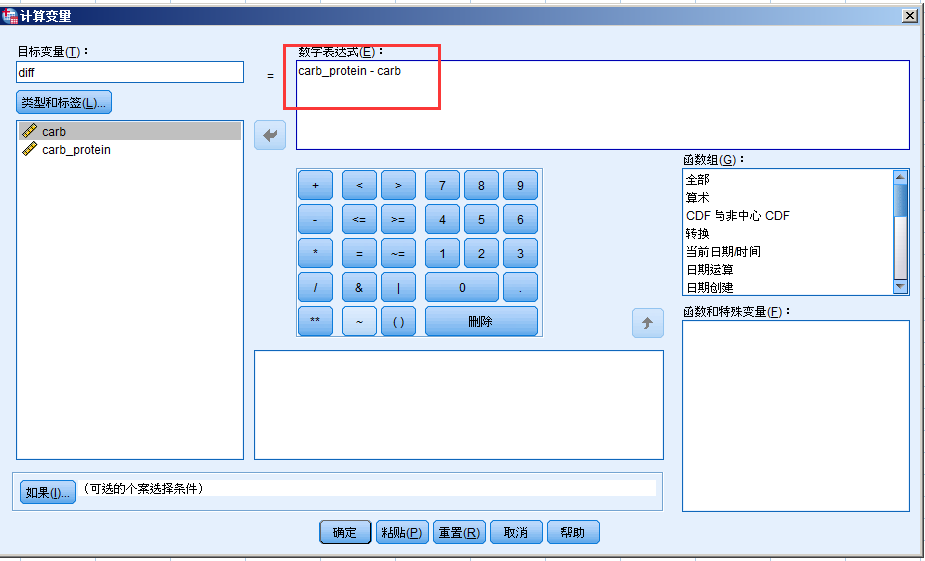 计算变量
目标变量(T)：
diff
类型和标签(L)...
carb
carb_protein
=
数字表达式(E)：
carb_protein - carb
+ < > 7 8 9
- <= >= 4 5 6
* = ~= 1 2 3
/ & | 0 .
** ~ ( ) 删除
函数组(G)：
全部
算术
CDF 与非中心 CDF
转换
当前日期/时间
日期运算
日期创建
函数和特殊变量(F)：
如果(I)... （可选的个案选择条件）
确定 粘贴(P) 重置(R) 取消 帮助